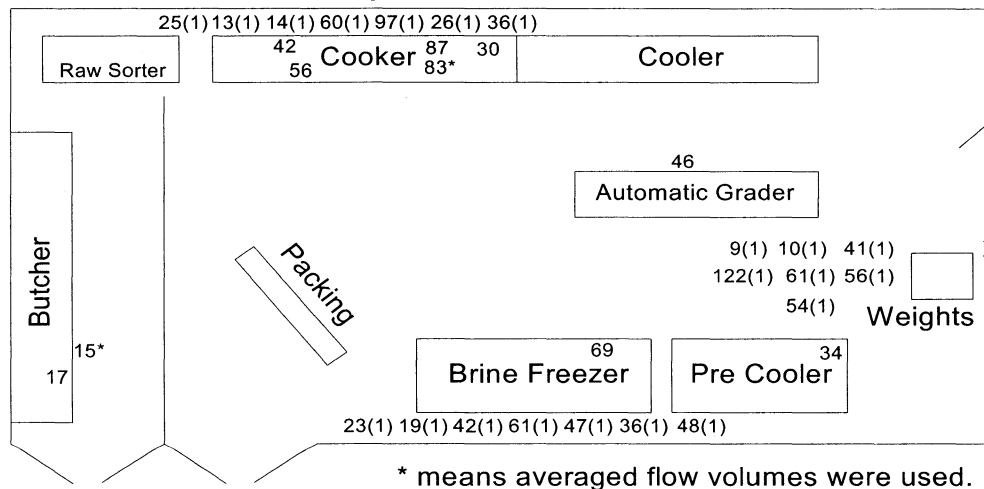 25(1) 13(1) 14(1) 60(1) 97(1) 26(1) 36(1)
Raw Sorter
42
56
Cooker
87
83*
30
Cooler
46
Automatic Grader
Butcher
15*
17
Packing
9(1) 10(1) 41(1)
122(1) 61(1) 56(1)
54(1)
Weights
69
Brine Freezer
34
Pre Cooler
23(1) 19(1) 42(1) 61(1) 47(1) 36(1) 48(1)
* means averaged flow volumes were used.